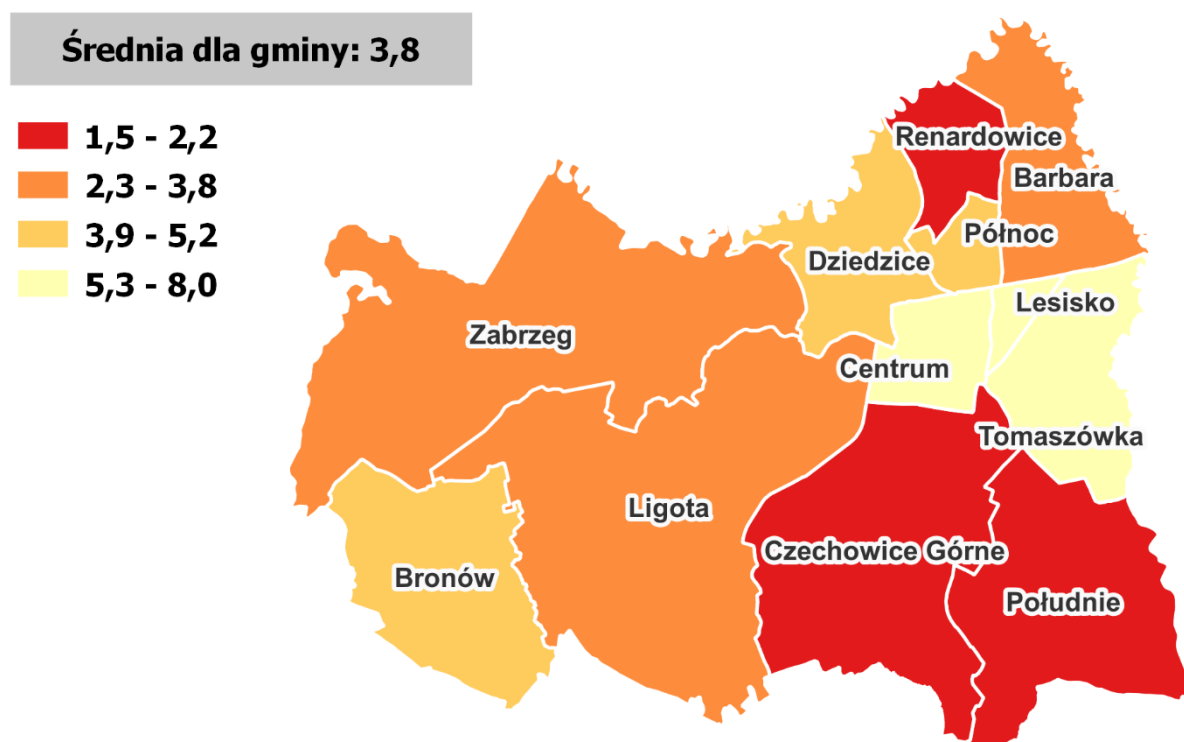 Średnia dla gminy: 3,8
1,5 - 2,2
2,3 - 3,8
3,9 - 5,2
5,3 - 8,0
Renardowice
Barbara
Północ
Dziedzice
Lesisko
Zabrzeg
Centrum
Tomaszówka
Ligota
Czechowice Górne
Bronów
Południe